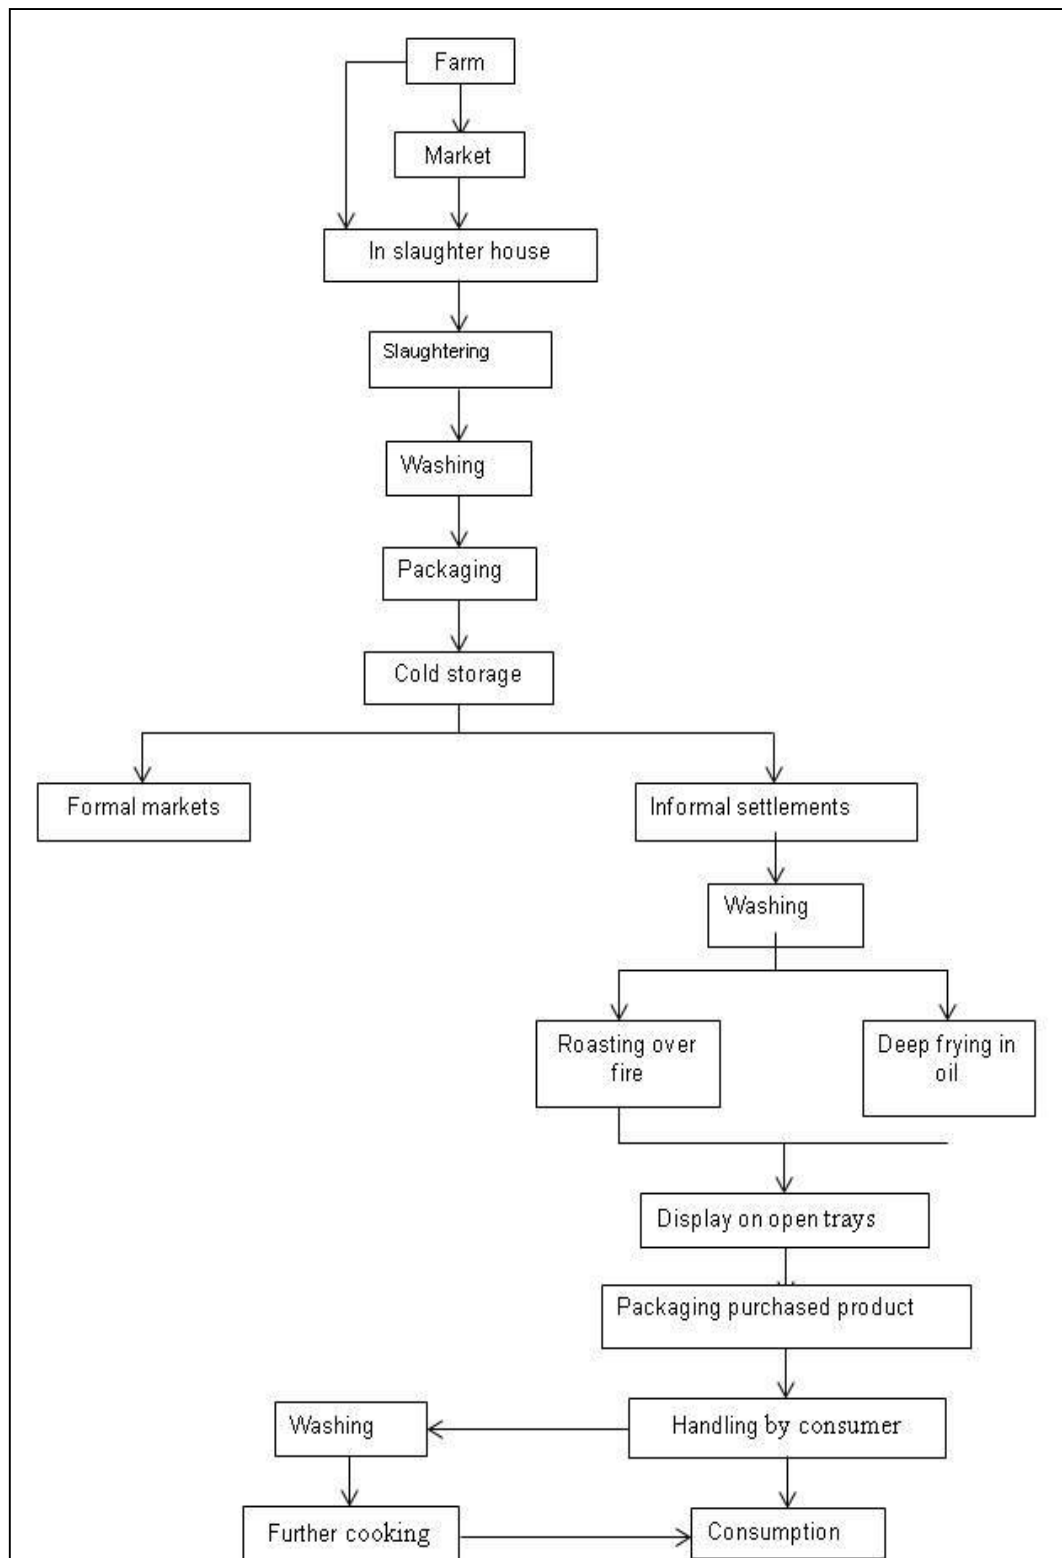 Farm
Market
In slaughter house
Slaughtering
Washing
Packaging
Cold storage
Formal markets
Informal settlements
Washing
Roasting over
fire
Deep frying in
oil
Display on open trays
Packaging purchased product
Washing
Handling by consumer
Further cooking
Consumption